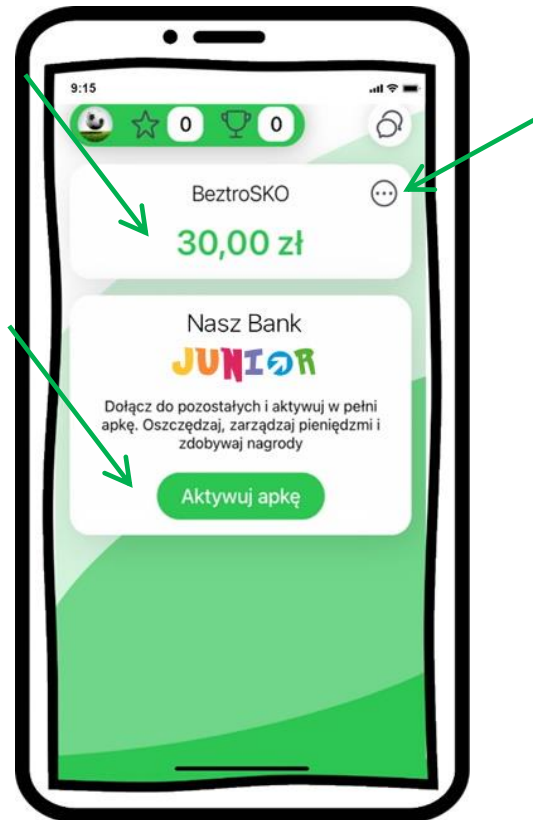 9:15
0 0
BeztroSKO
30,00 zł
Nasz Bank
JUNIOR
Dołącz do pozostałych i aktywuj w pełni
apkę. Oszczędzaj, zarządzaj pieniędzmi i
zdobywaj nagrody
Aktywuj apkę